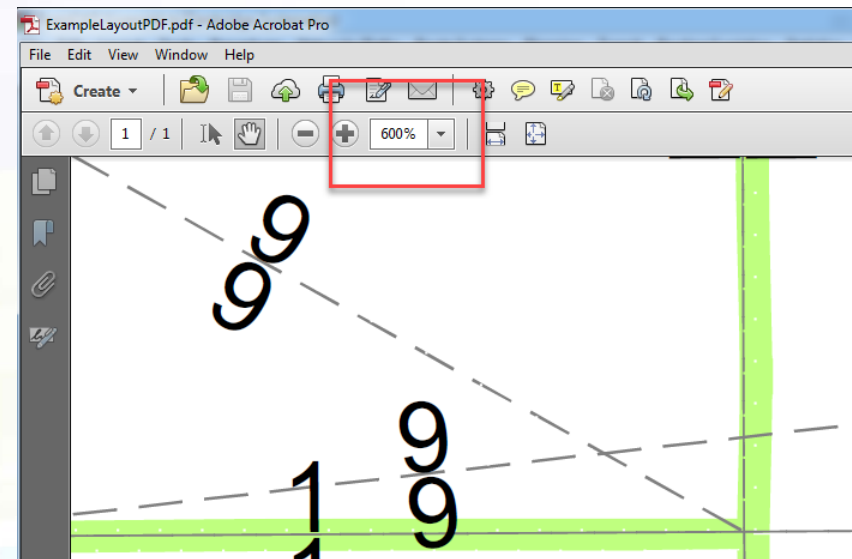 ExampleLayoutPDF.pdf - Adobe Acrobat Pro
File Edit View Window Help
Create
1 / 1 600%
9
9
9
1 9
1